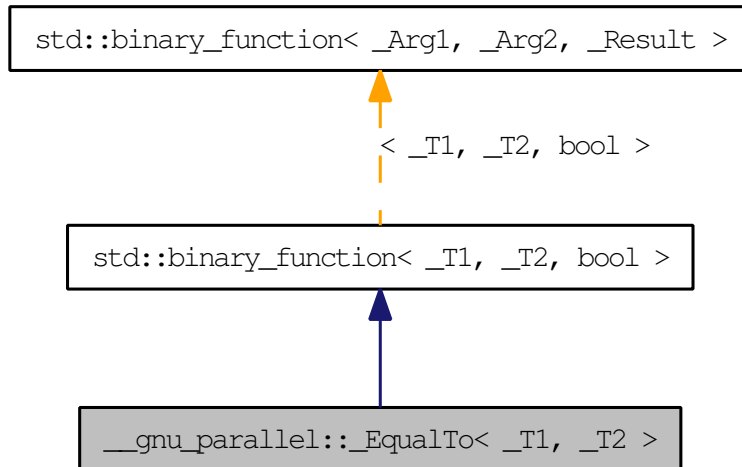 std::binary_function< _Arg1, _Arg2, _Result >
< _T1, _T2, bool >
std::binary_function< _T1, _T2, bool >
__gnu_parallel::_EqualTo< _T1, _T2 >